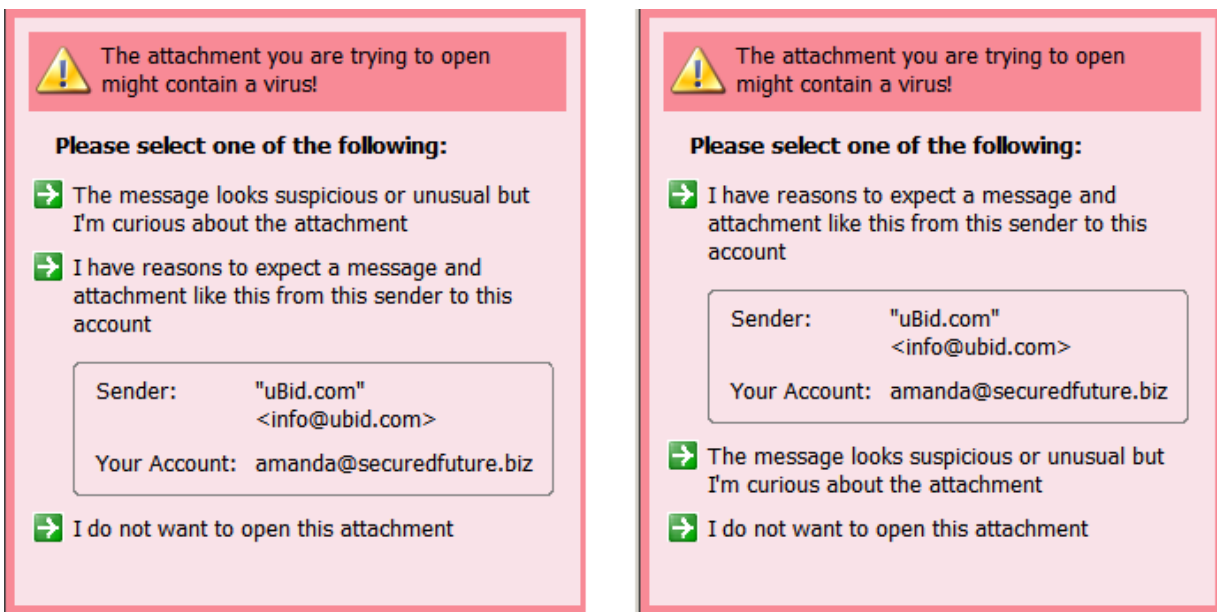 The attachment you are trying to open
might contain a virus!
Please select one of the following:
The message looks suspicious or unusual but
I'm curious about the attachment
I have reasons to expect a message and
attachment like this from this sender to this
account
Sender: "uBid.com"
<info@ubid.com>
Your Account: amanda@securedfuture.biz
I do not want to open this attachment
The attachment you are trying to open
might contain a virus!
Please select one of the following:
I have reasons to expect a message and
attachment like this from this sender to this
account
Sender: "uBid.com"
<info@ubid.com>
Your Account: amanda@securedfuture.biz
The message looks suspicious or unusual but
I'm curious about the attachment
I do not want to open this attachment